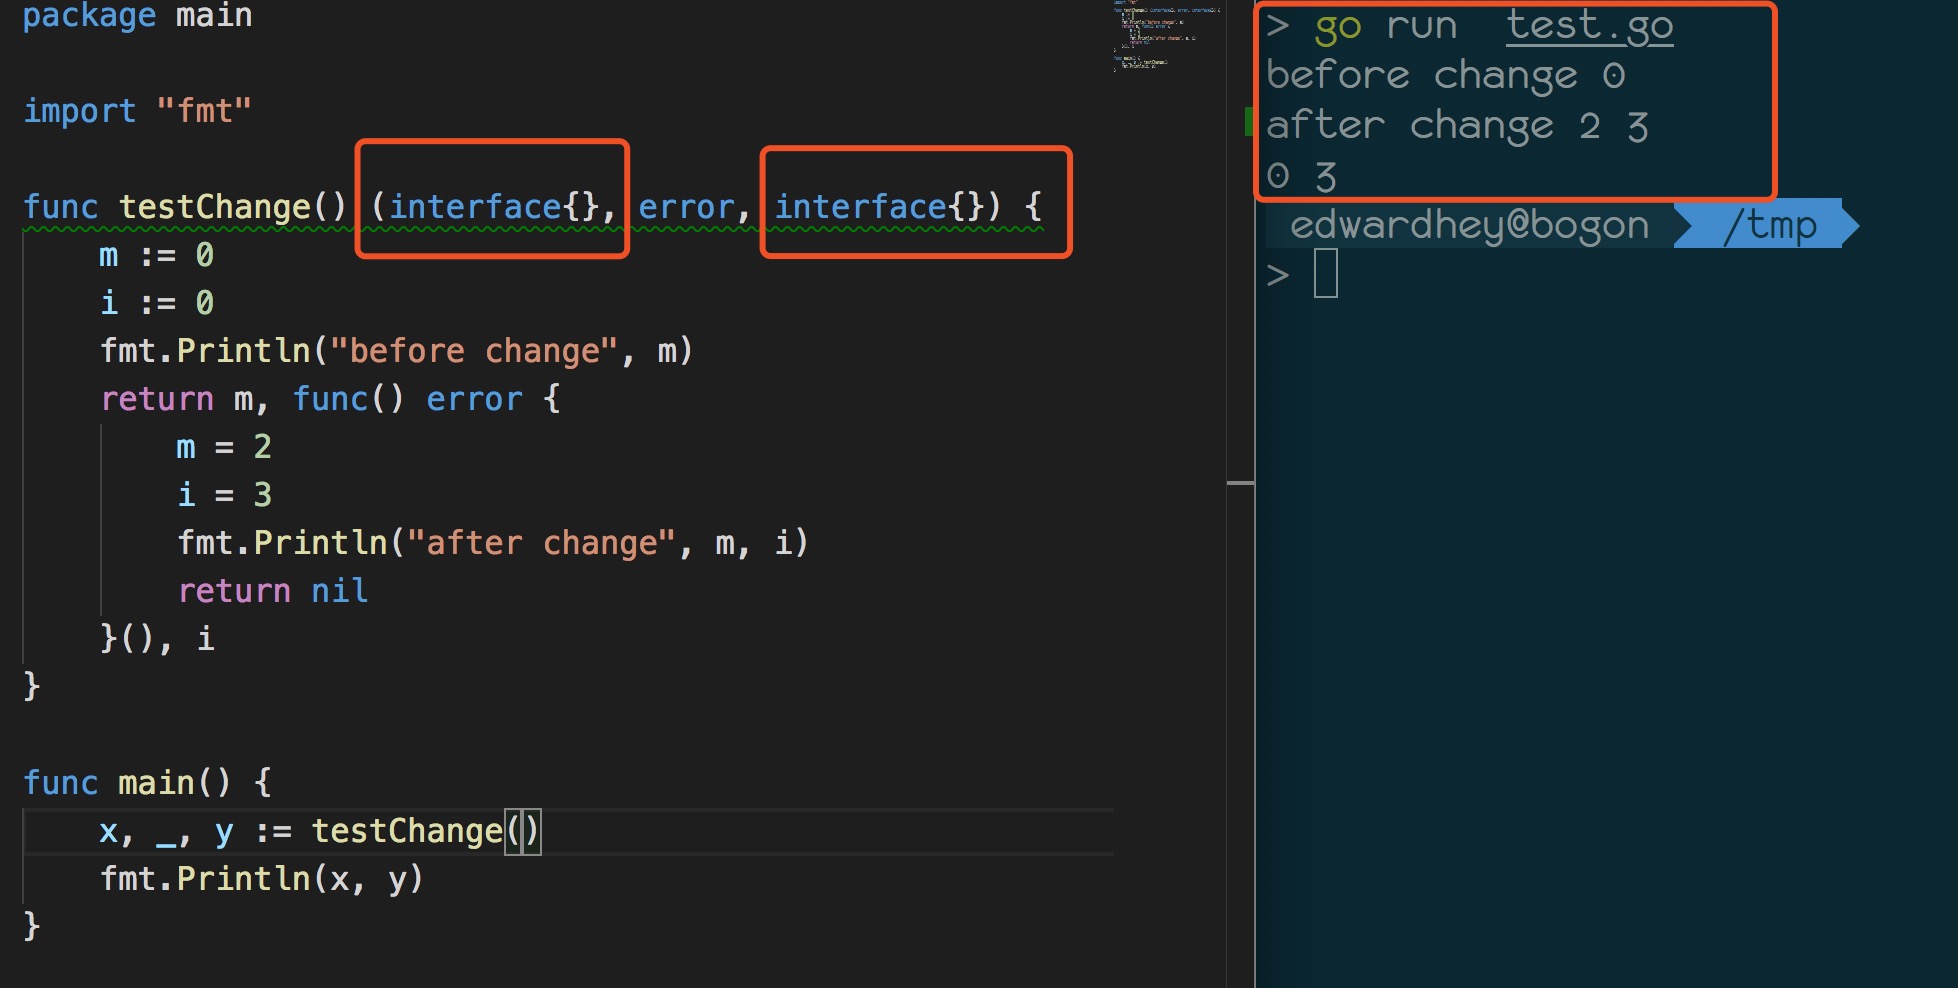 package main
import "fmt"
func testChange() (interface{}, error, interface{}) {
m := 0
i := 0
fmt.Println("before change", m)
return m, func() error {
m = 2
i = 3
fmt.Println("after change", m, i)
return nil
}(), i
}
func main() {
x, _, y := testChange()
fmt.Println(x, y)
}
> go run  test.go
before change 0
after change 2 3
0 3
edwardhey@bogon /tmp
>